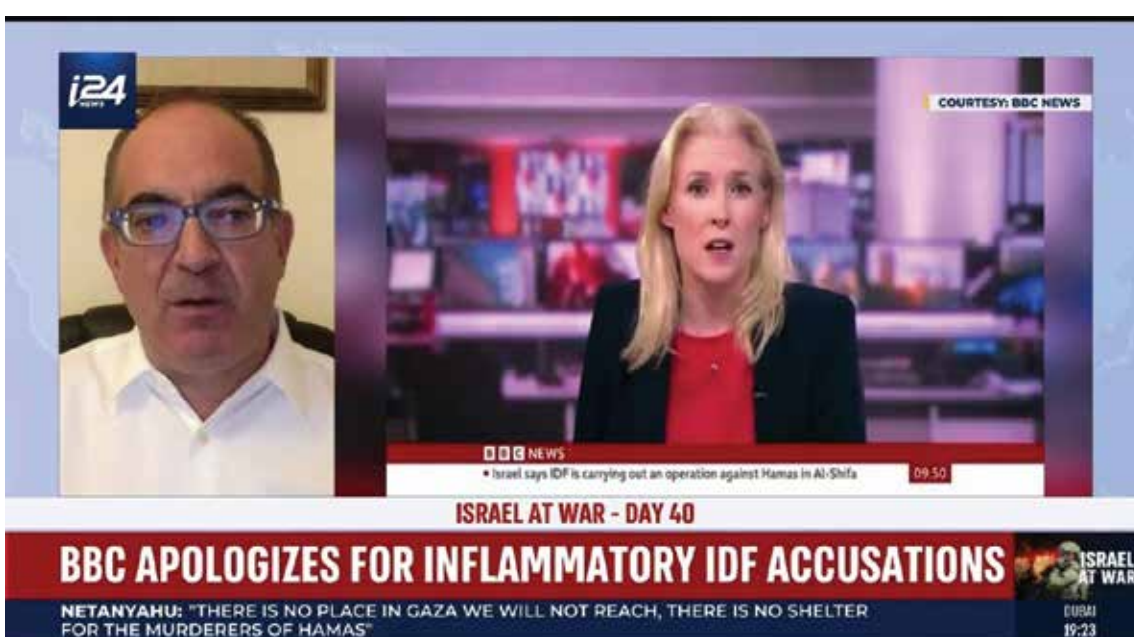 i24
NEWS
COURTESY: BBC NEWS
BBC NEWS
• Israel says IDF is carrying out an operation against Hamas in Al-Shifa
09:50
ISRAEL AT WAR - DAY 40
BBC APOLOGIZES FOR INFLAMMATORY IDF ACCUSATIONS
ISRAEL
AT WAR
NETANYAHU: "THERE IS NO PLACE IN GAZA WE WILL NOT REACH, THERE IS NO SHELTER
FOR THE MURDERERS OF HAMAS"
DUBAI
19:23